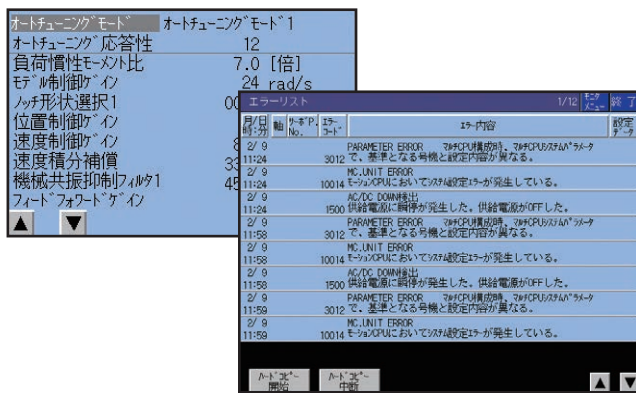 オートチューニングモード オートチューニングモード1
オートチューニング応答性 12
負荷慣性モーメント比 7.0 [倍]
モデル制御ゲイン 24 rad/s
ノッチ形状選択1 00
位置制御ゲイン
速度制御ゲイン 8
速度積分補償 33
機械共振抑制フィルタ1 45
フィードフォワードゲイン
▲ ▼
エラーリスト 1/12 モニタメニュー 終了
月/日 時:分 軸 サーボP.No. エラーコード エラー内容 設定データ
2/ 9 PARAMETER ERROR マルチCPU構成時、マルチCPUシステムパラメータ
11:24 3012 で、基準となる号機と設定内容が異なる。
2/ 9 MC.UNIT ERROR
11:24 10014 モーションCPUにおいてシステム設定エラーが発生している。
2/ 9 AC/DC DOWN検出
11:24 1500 供給電源に瞬停が発生した。供給電源がOFFした。
2/ 9 PARAMETER ERROR マルチCPU構成時、マルチCPUシステムパラメータ
11:58 3012 で、基準となる号機と設定内容が異なる。
2/ 9 MC.UNIT ERROR
11:58 10014 モーションCPUにおいてシステム設定エラーが発生している。
2/ 9 AC/DC DOWN検出
11:58 1500 供給電源に瞬停が発生した。供給電源がOFFした。
2/ 9 PARAMETER ERROR マルチCPU構成時、マルチCPUシステムパラメータ
11:59 3012 で、基準となる号機と設定内容が異なる。
2/ 9 MC.UNIT ERROR
11:59 10014 モーションCPUにおいてシステム設定エラーが発生している。
ハードコピー開始 ハードコピー中断 ▲ ▼